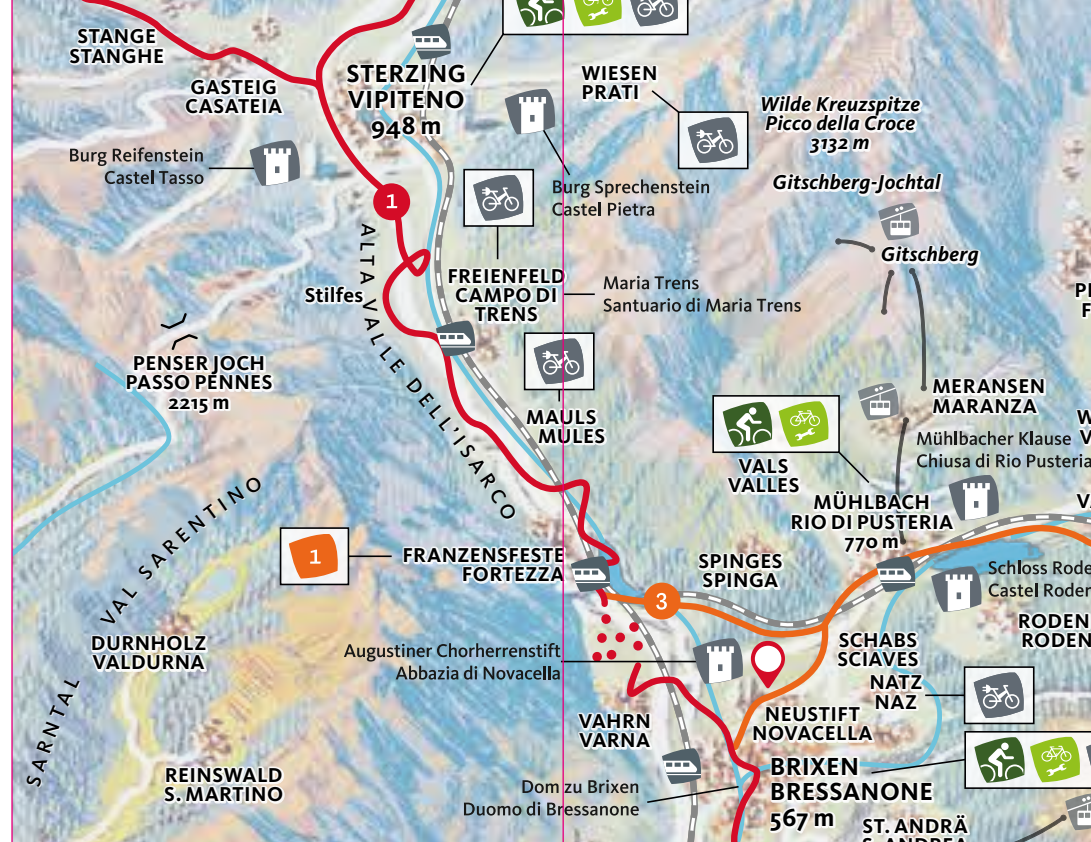 STANGE
STANGHE
GASTEIG
CASATEIA
STERZING
VIPITENO
948 m
WIESEN
PRATI
Wilde Kreuzspitze
Picco della Croce
3132 m
Burg Reifenstein
Castel Tasso
Burg Sprechenstein
Castel Pietra
Gitschberg-Jochtal
Gitschberg
1
ALTA VALLE DELL'ISARCO
Stilfes
FREIENFELD
CAMPO DI
TRENS
Maria Trens
Santuario di Maria Trens
PENSER JOCH
PASSO PENNES
2215 m
MAULS
MULES
MERANSEN
MARANZA
Mühlbacher Klause
Chiusa di Rio Pusteria
VALS
VALLES
MÜHLBACH
RIO DI PUSTERIA
770 m
SARNTAL VAL SARENTINO
1
FRANZENSFESTE
FORTEZZA
SPINGES
SPINGA
3
Schloss Rode
Castel Roder
RODEN
RODEN
DURNHOLZ
VALDURNA
Augustiner Chorherrenstift
Abbazia di Novacella
SCHABS
SCIAVES
NATZ
NAZ
VAHRN
VARNA
NEUSTIFT
NOVACELLA
REINSWALD
S. MARTINO
Dom zu Brixen
Duomo di Bressanone
BRIXEN
BRESSANONE
567 m
ST. ANDRÄ
S. ANDREA